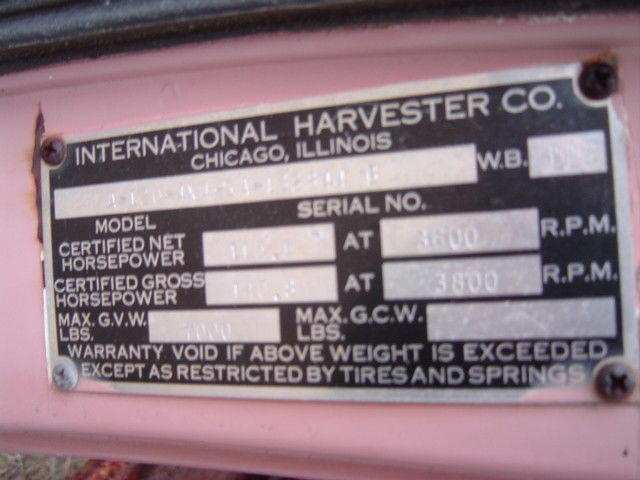 INTERNATIONAL HARVESTER CO.
CHICAGO, ILLINOIS
W.B.
MODEL SERIAL NO.
CERTIFIED NET HORSEPOWER AT 3600 R.P.M.
CERTIFIED GROSS HORSEPOWER AT 3800 R.P.M.
MAX. G.V.W. LBS. 7000 MAX. G.C.W. LBS.
WARRANTY VOID IF ABOVE WEIGHT IS EXCEEDED
EXCEPT AS RESTRICTED BY TIRES AND SPRINGS